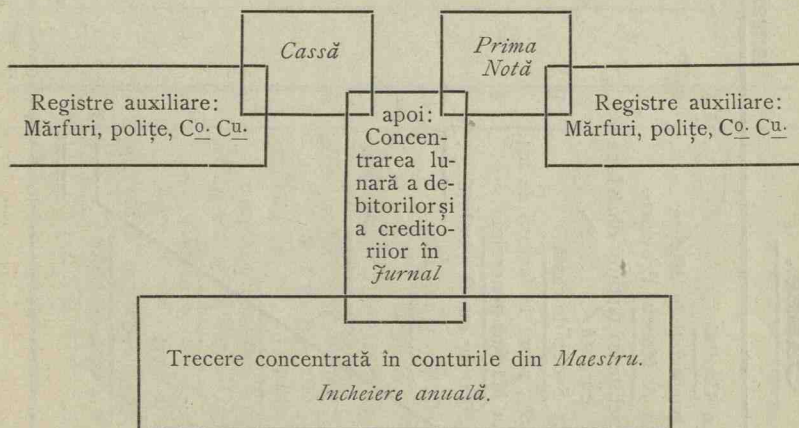 Cassă
Prima
Notă
Registre auxiliare:
Mărfuri, polițe, Co. Cu.
apoi:
Concen-
trarea lu-
nară a de-
bitorilor și
a credito-
riior în
Jurnal
Registre auxiliare:
Mărfuri, polițe, Co. Cu.
Trecere concentrată în conturile din Maestru.
Incheiere anuală.